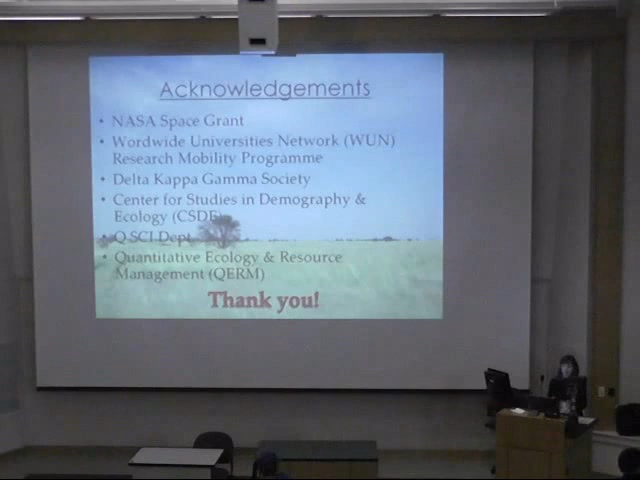 Acknowledgements
• NASA Space Grant
• Wordwide Universities Network (WUN)
Research Mobility Programme
• Delta Kappa Gamma Society
• Center for Studies in Demography &
Ecology (CSDE)
• Q SCI Dept
• Quantitative Ecology & Resource
Management (QERM)
Thank you!